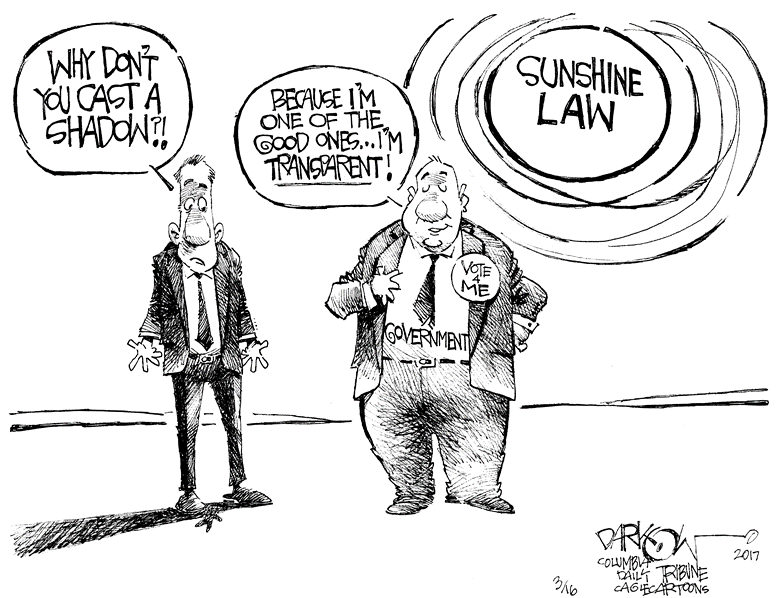 WHY DON'T
YOU CAST A
SHADOW?!
BECAUSE I'M
ONE OF THE
GOOD ONES...I'M
TRANSPARENT!
SUNSHINE
LAW
VOTE
4
ME
GOVERNMENT
DARKOW
2017
COLUMBIA
DAILY TRIBUNE
CAGLECARTOONS
3/16